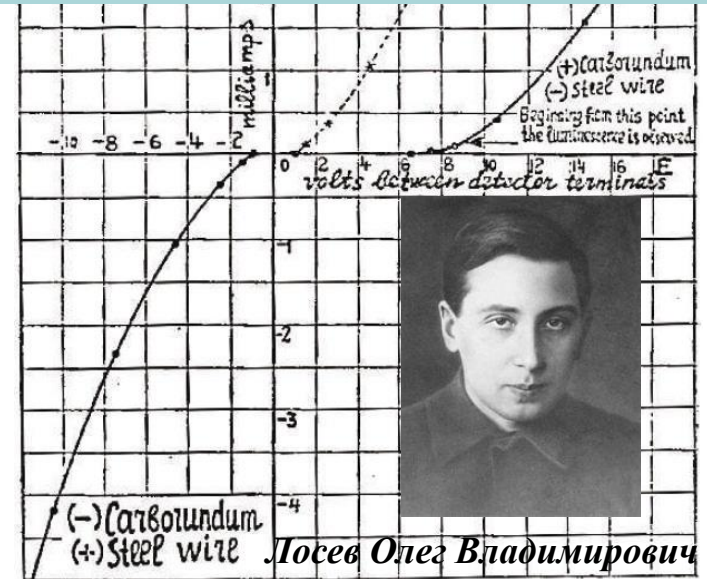 milliamps
(+) Carborundum
(-) Steel wire
Beginning from this point
the luminescence is observed
-10 -8 -6 -4 -2
0 2 4 6 8 10 12 14 16 E
volts between detector terminals
-1
-2
-3
-4
(-) Carborundum
(+) Steel wire
Лосев Олег Владимирович